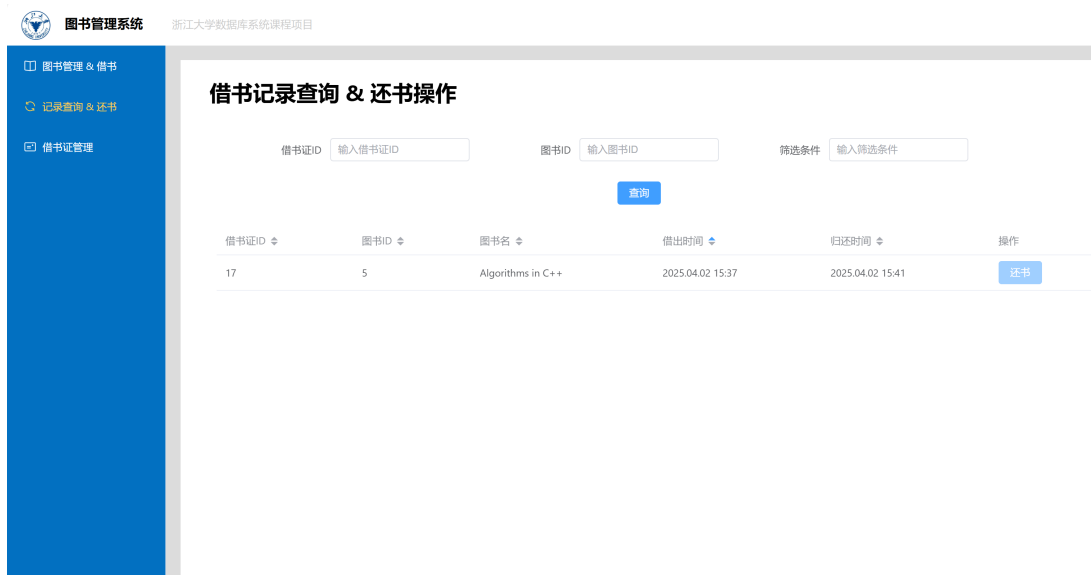 图书管理系统 浙江大学数据库系统课程项目
图书管理 & 借书
记录查询 & 还书
借书证管理
借书记录查询 & 还书操作
借书证ID 输入借书证ID 图书ID 输入图书ID 筛选条件 输入筛选条件
查询
借书证ID 图书ID 图书名 借出时间 归还时间 操作
17 5 Algorithms in C++ 2025.04.02 15:37 2025.04.02 15:41 还书